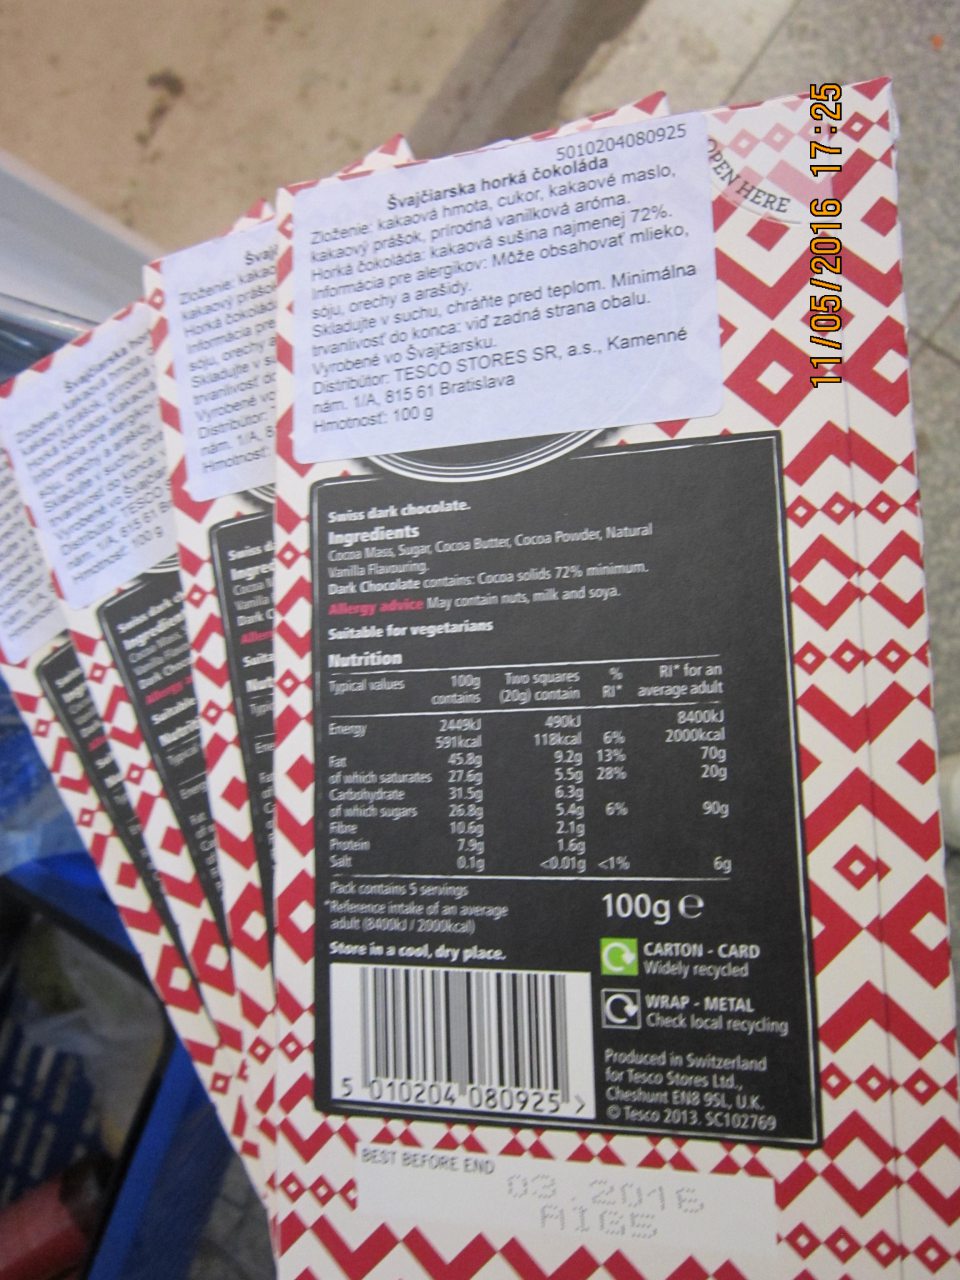 11/05/2016 17:25
OPEN HERE
5010204080925
Švajčiarska horká čokoláda
Zloženie: kakaová hmota, cukor, kakaové maslo,
kakaový prášok, prírodná vanilková aróma.
Horká čokoláda: kakaová sušina najmenej 72%.
Informácia pre alergikov: Môže obsahovať mlieko,
sóju, orechy a arašidy.
Skladujte v suchu, chráňte pred teplom. Minimálna
trvanlivosť do konca: viď zadná strana obalu.
Vyrobené vo Švajčiarsku.
Distribútor: TESCO STORES SR, a.s., Kamenné
nám. 1/A, 815 61 Bratislava
Hmotnosť: 100 g
Swiss dark chocolate.
Ingredients
Cocoa Mass, Sugar, Cocoa Butter, Cocoa Powder, Natural
Vanilla Flavouring.
Dark Chocolate contains: Cocoa solids 72% minimum.
Allergy advice May contain nuts, milk and soya.
Suitable for vegetarians
Nutrition
Typical values 100g Two squares % RI* for an
contains (20g) contain RI* average adult
Energy 2449kJ 490kJ 8400kJ
591kcal 118kcal 6% 2000kcal
Fat 45.8g 9.2g 13% 70g
of which saturates 27.6g 5.5g 28% 20g
Carbohydrate 31.5g 6.3g
of which sugars 26.8g 5.4g 6% 90g
Fibre 10.6g 2.1g
Protein 7.9g 1.6g
Salt 0.1g <0.01g <1% 6g
Pack contains 5 servings
*Reference intake of an average
adult (8400kJ / 2000kcal)
Store in a cool, dry place.
100g e
CARTON - CARD
Widely recycled
WRAP - METAL
Check local recycling
Produced in Switzerland
for Tesco Stores Ltd.,
Cheshunt EN8 9SL, U.K.
© Tesco 2013. SC102769
5 010204 080925 >
BEST BEFORE END
03.2016